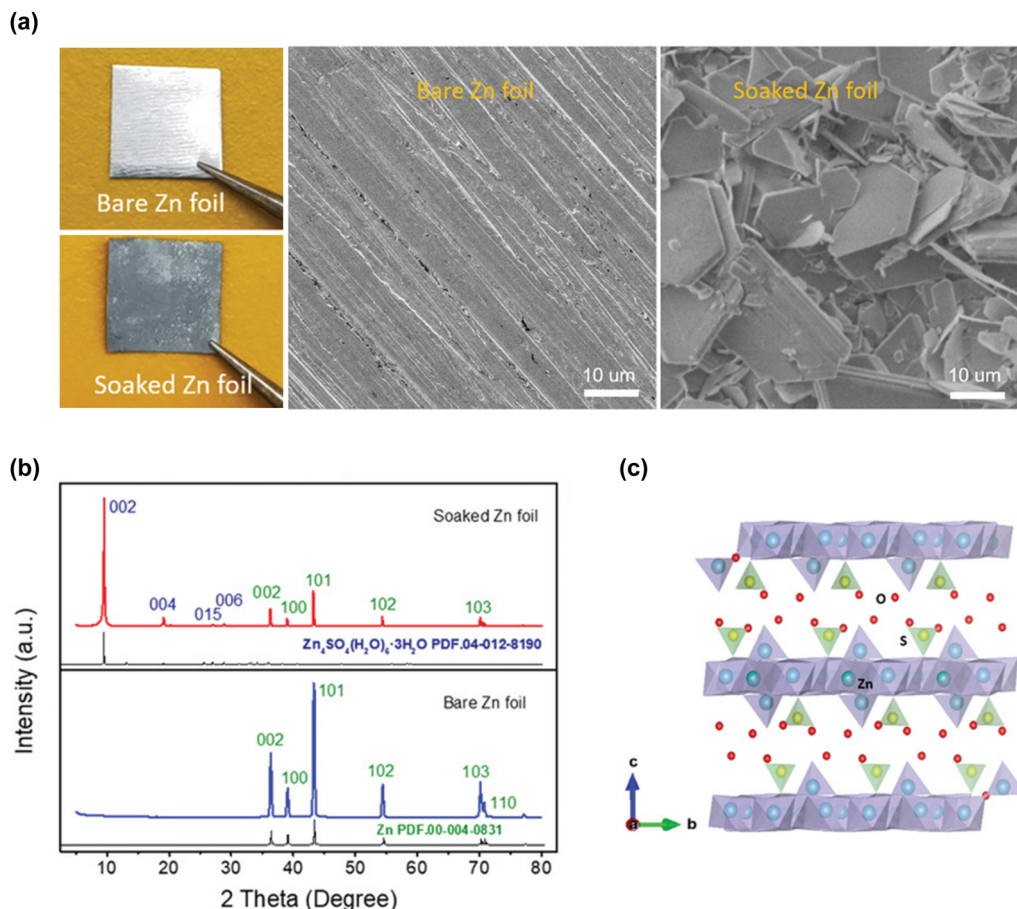 (a)
Bare Zn foil
Soaked Zn foil
Bare Zn foil
10 um
Soaked Zn foil
10 um
(b)
Intensity (a.u.)
002
004
015
006
002
100
101
102
103
Soaked Zn foil
Zn4SO4(H2O)6·3H2O PDF.04-012-8190
Bare Zn foil
002
100
101
102
103
110
Zn PDF.00-004-0831
10 20 30 40 50 60 70 80
2 Theta (Degree)
(c)
O
S
Zn
c
a
b